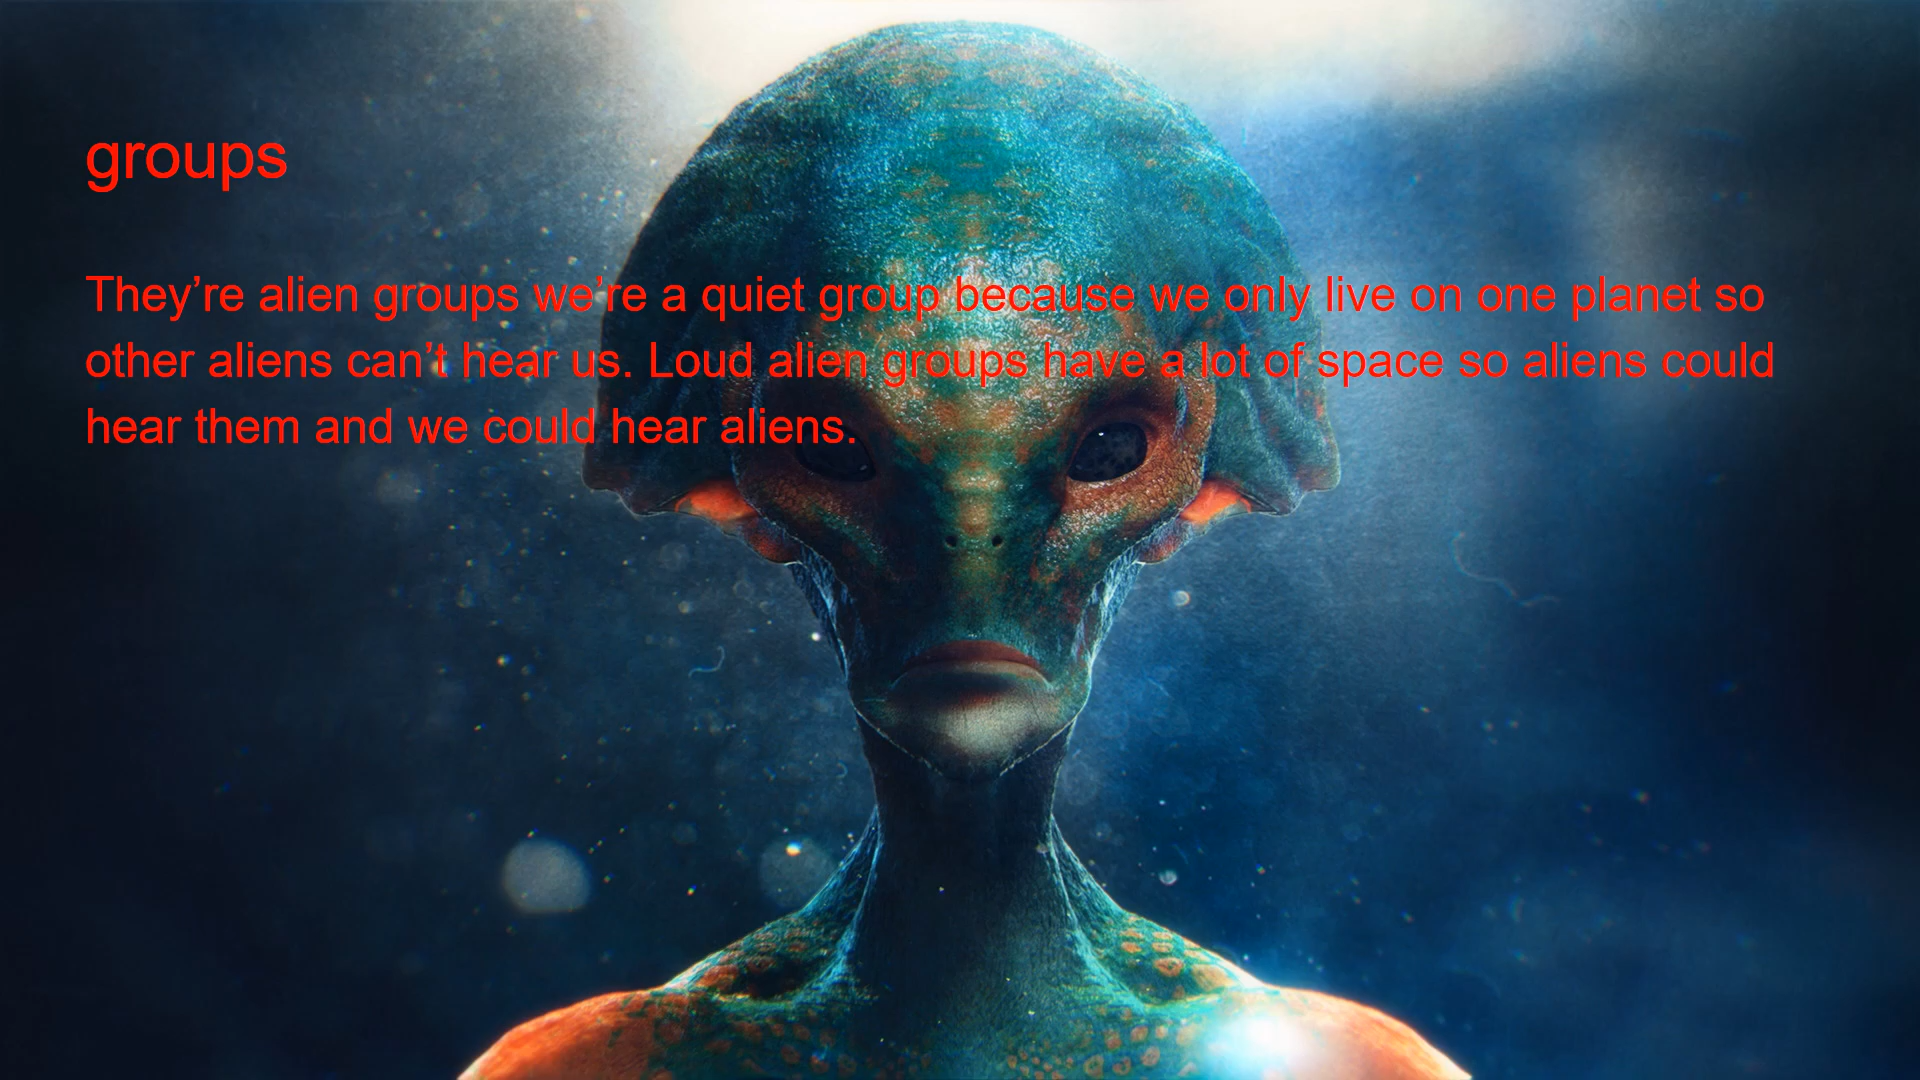 groups
They’re alien groups we’re a quiet group because we only live on one planet so
other aliens can’t hear us. Loud alien groups have a lot of space so aliens could
hear them and we could hear aliens.